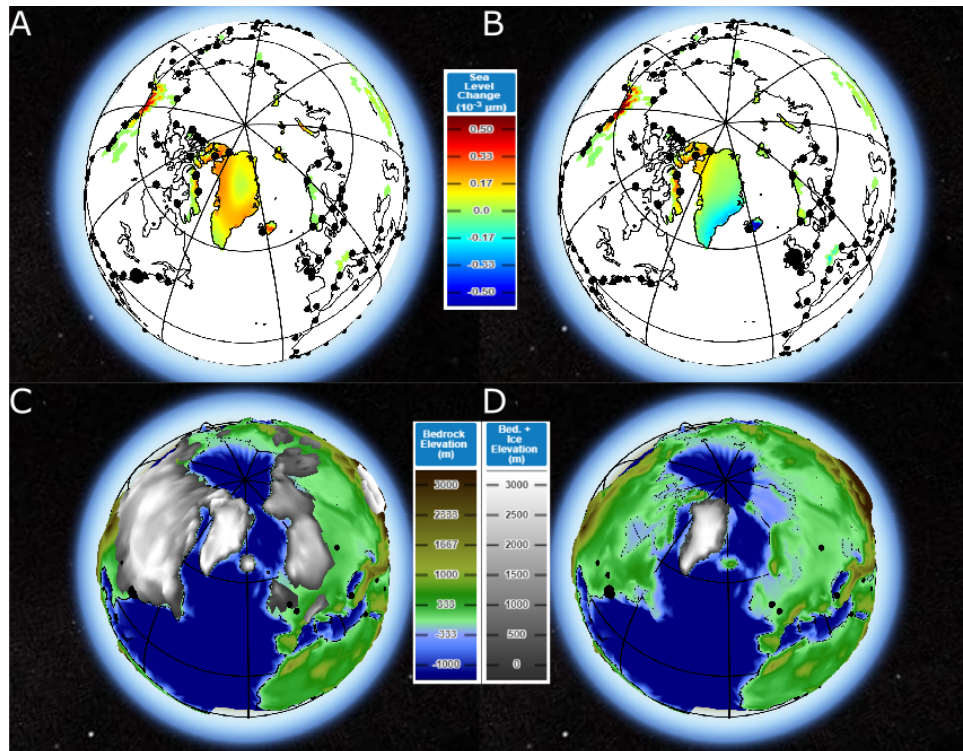 A
B
Sea
Level
Change
(10⁻³ μm)
0.50
0.33
0.17
0.0
-0.17
-0.33
-0.50
C
D
Bedrock
Elevation
(m)
3000
2333
1667
1000
333
-333
-1000
Bed. +
Ice
Elevation
(m)
3000
2500
2000
1500
1000
500
0